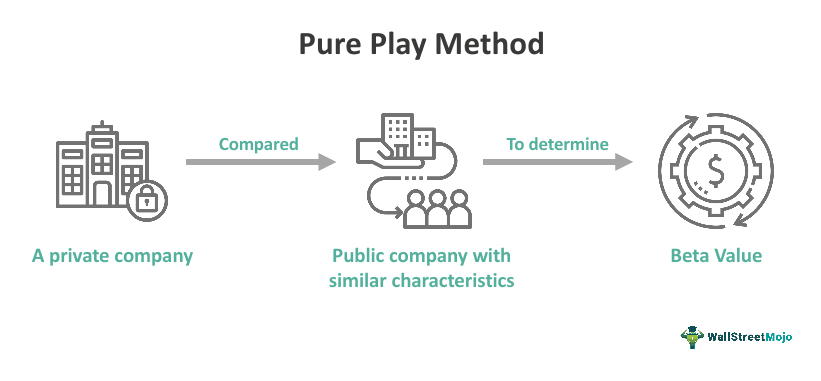 Pure Play Method
Compared
To determine
A private company
Public company with
similar characteristics
Beta Value
WallStreetMojo